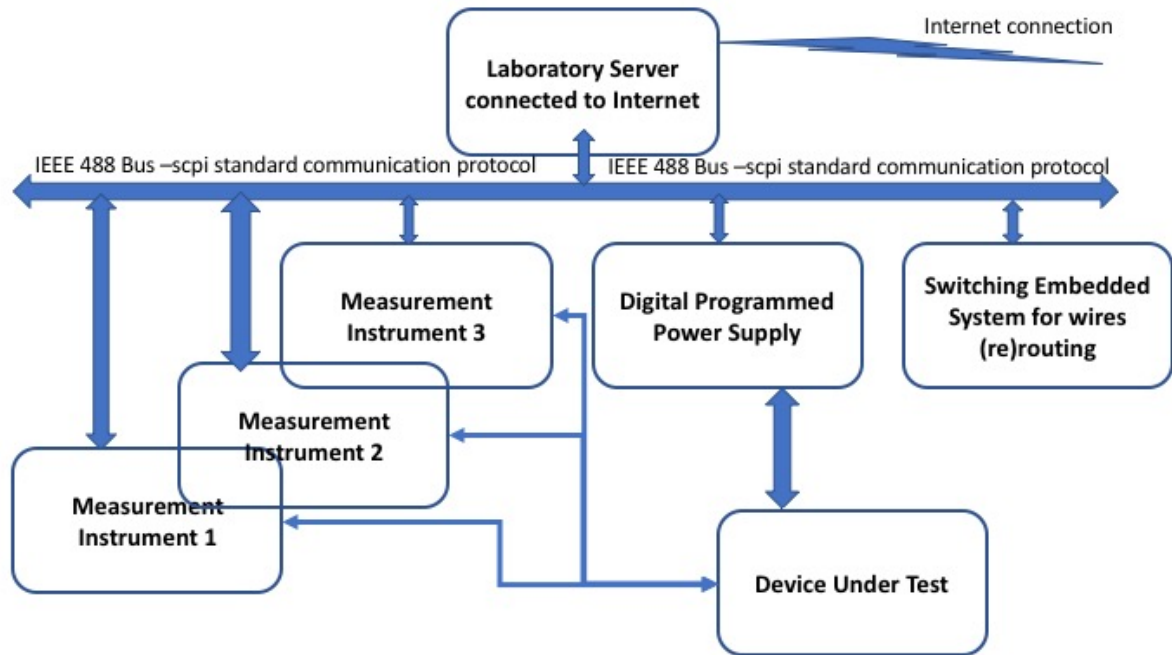 Internet connection
Laboratory Server
connected to Internet
IEEE 488 Bus –scpi standard communication protocol
IEEE 488 Bus –scpi standard communication protocol
Measurement
Instrument 3
Digital Programmed
Power Supply
Switching Embedded
System for wires
(re)routing
Measurement
Instrument 2
Measurement
Instrument 1
Device Under Test